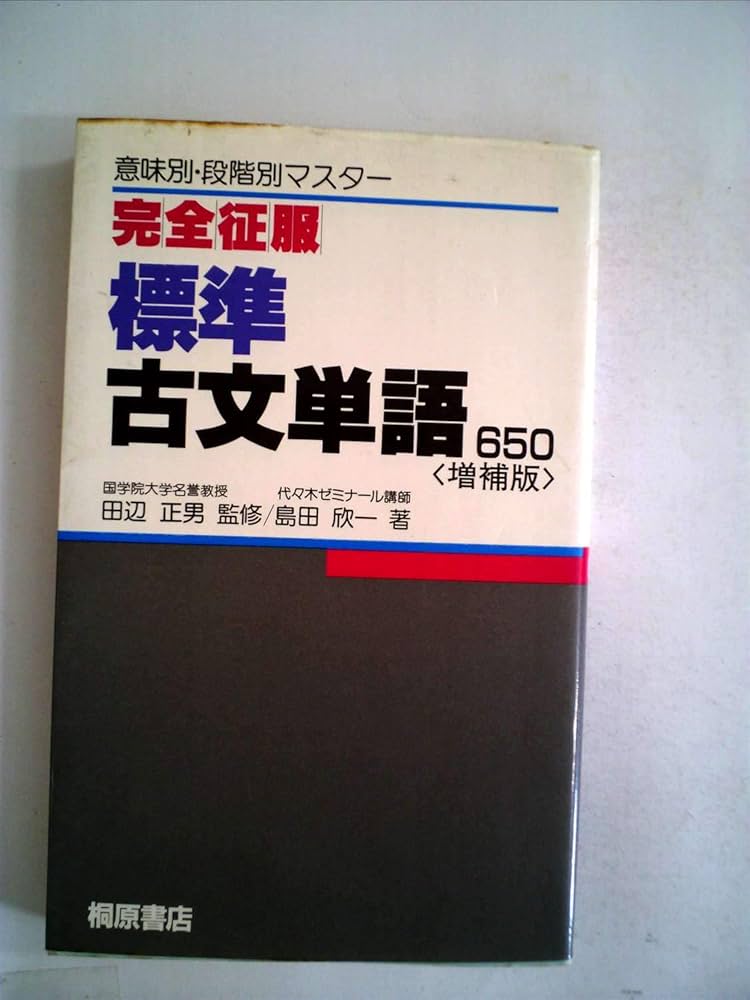 意味別・段階別マスター
完全征服
標準
古文単語650
〈増補版〉
国学院大学名誉教授 代々木ゼミナール講師
田辺 正男 監修/島田 欣一 著
桐原書店